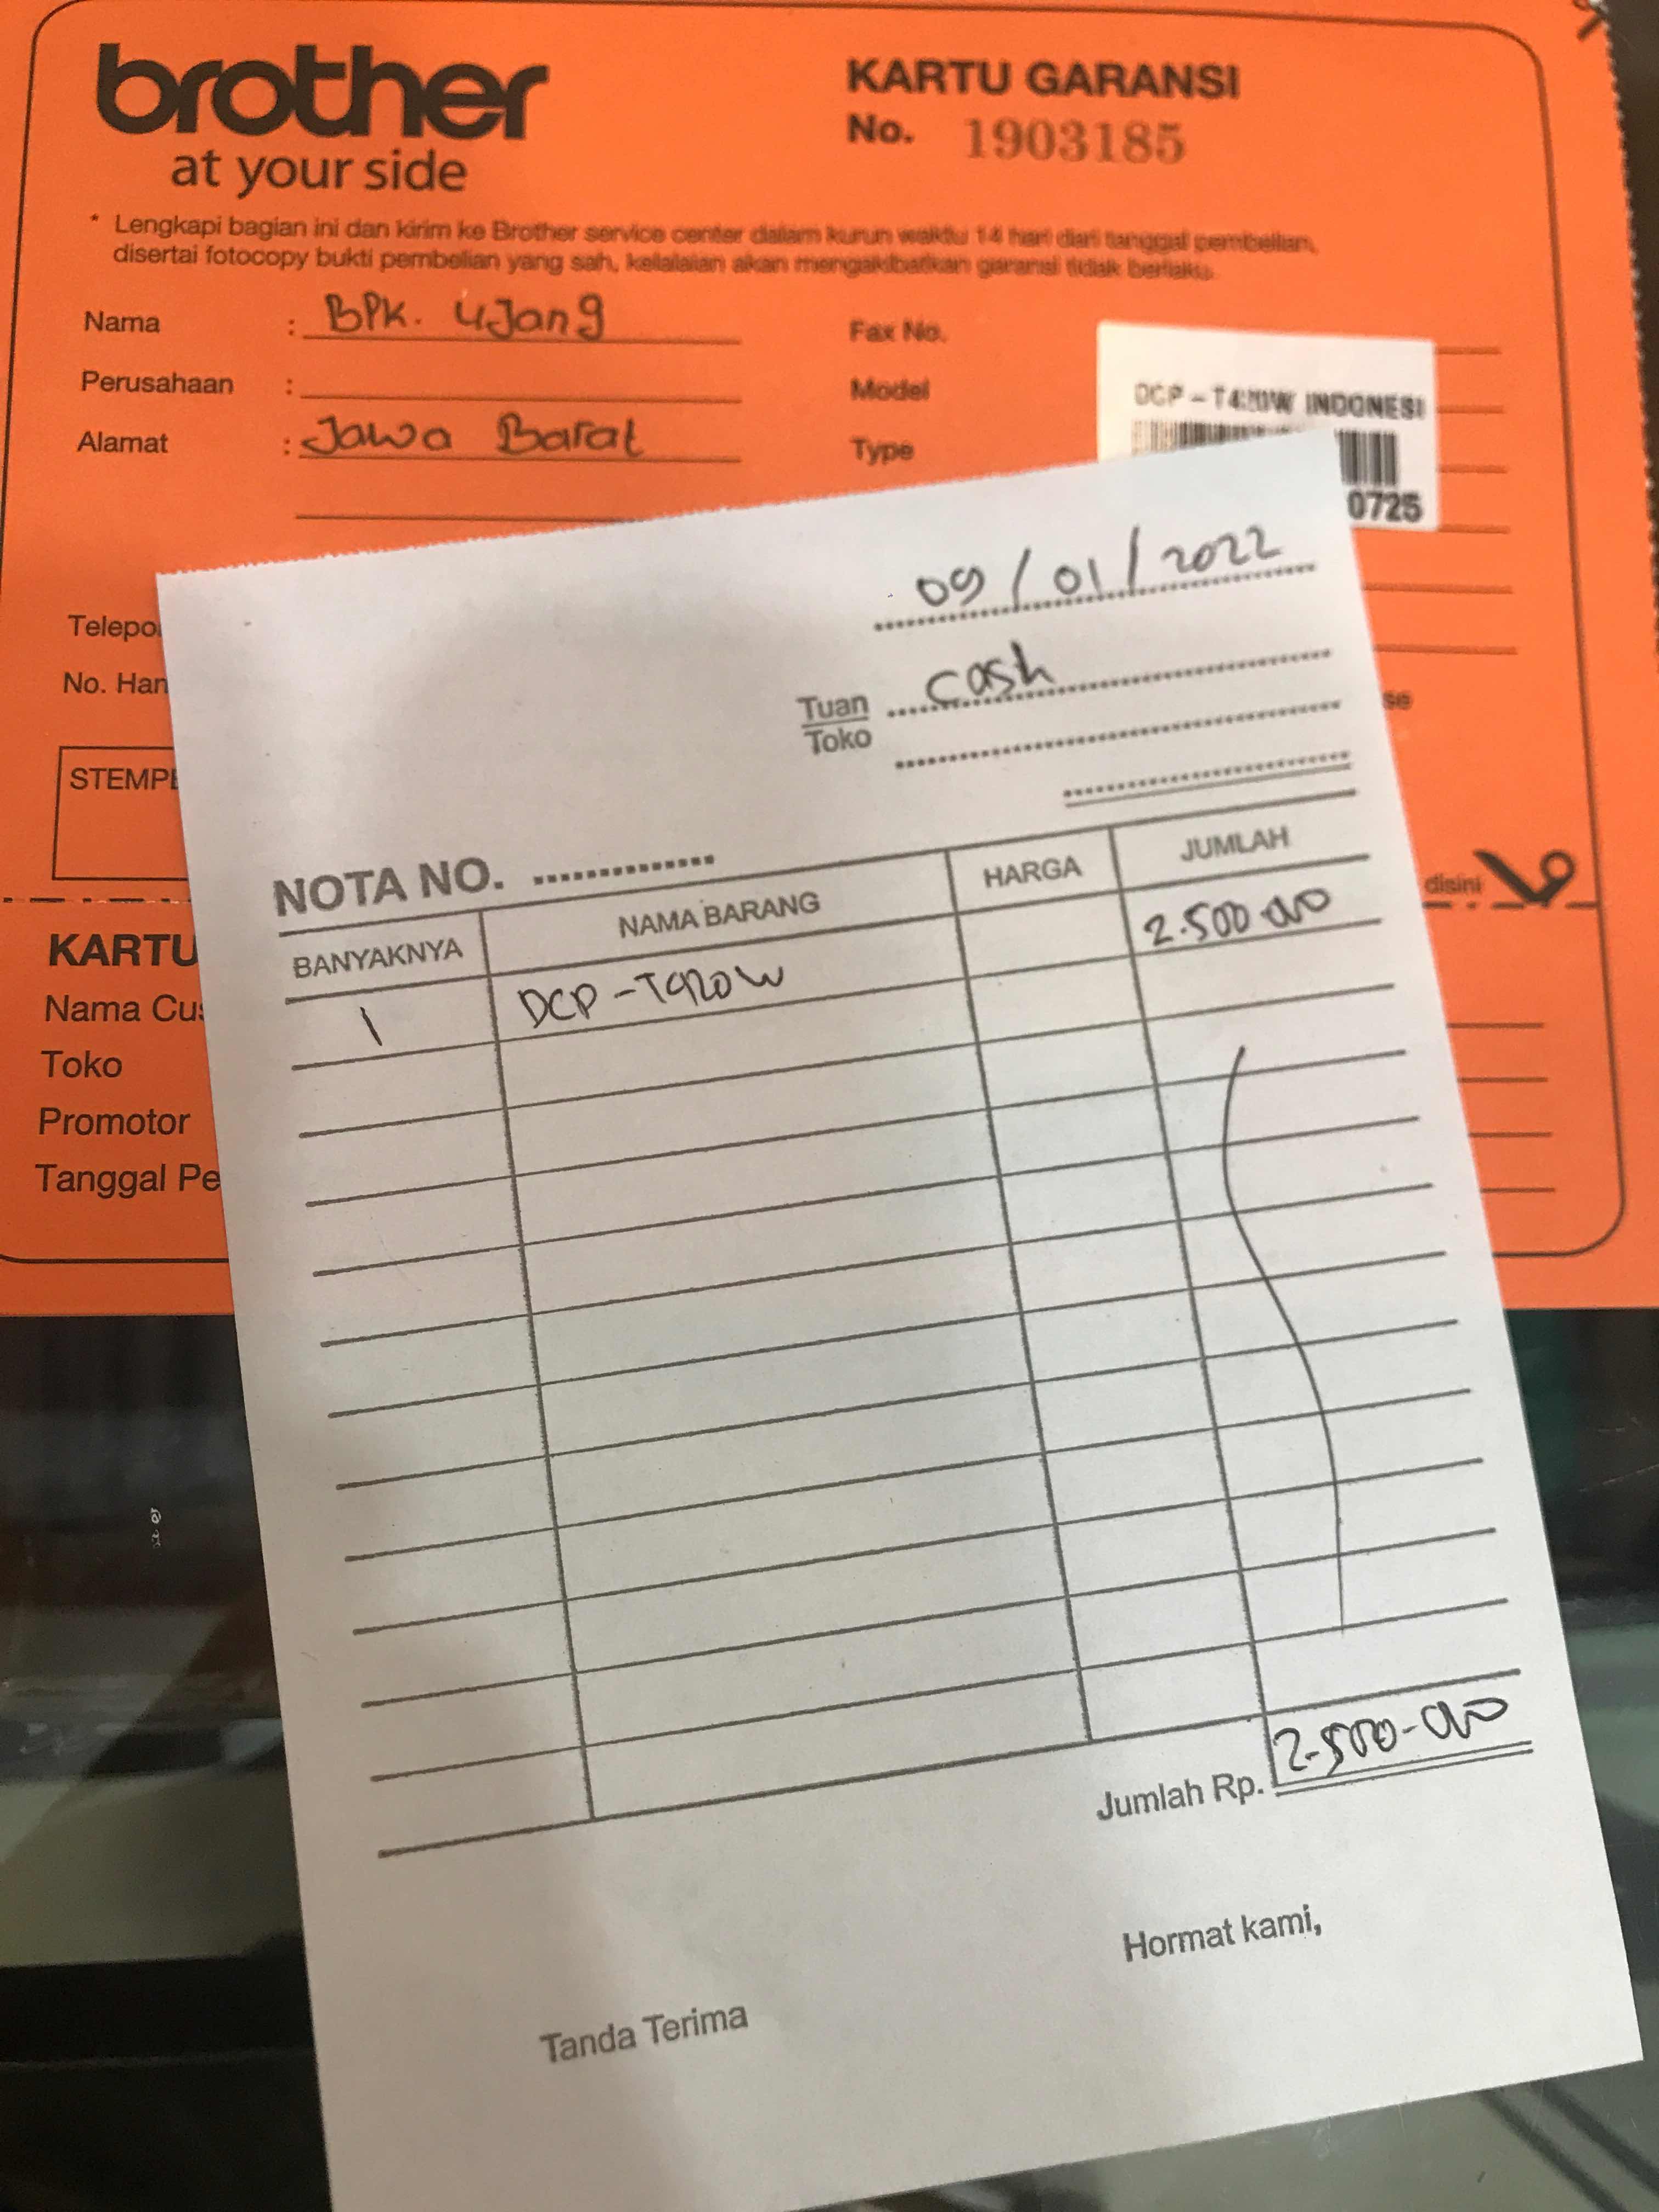 brother
at your side
KARTU GARANSI
No. 1903185
* Lengkapi bagian ini dan kirim ke Brother service center dalam kurun waktu 14 hari dari tanggal pembelian,
disertai fotocopy bukti pembelian yang sah, kelalaian akan mengakibatkan garansi tidak berlaku.
Nama : BPK. UJang
Perusahaan :
Alamat : Jawa Barat
Fax No.
Model
Type
DCP-T420W INDONESI
0725
Telepo
No. Han
se
STEMPE
disini
KARTU
Nama Cus
Toko
Promotor
Tanggal Pe
09/01/2022
Tuan cash
Toko
NOTA NO. .............
BANYAKNYA NAMA BARANG HARGA JUMLAH
1 DCP-T420W 2.500.000
Jumlah Rp. 2.500.000
Tanda Terima
Hormat kami,